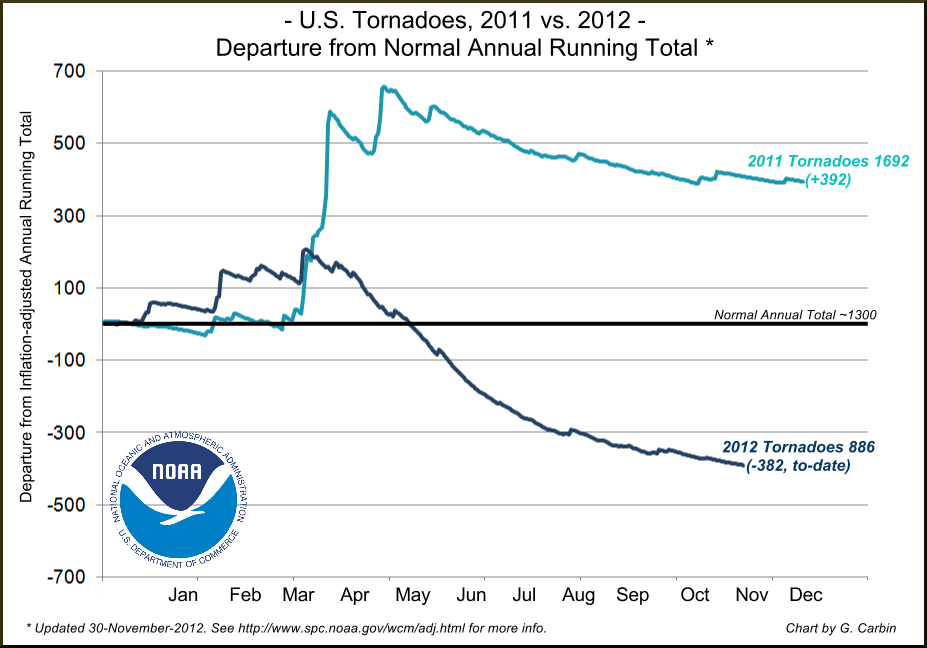 - U.S. Tornadoes, 2011 vs. 2012 -
Departure from Normal Annual Running Total *
Departure from Inflation-adjusted Annual Running Total
700
500
300
100
-100
-300
-500
-700
2011 Tornadoes 1692
(+392)
Normal Annual Total ~1300
2012 Tornadoes 886
(-382, to-date)
NATIONAL OCEANIC AND ATMOSPHERIC ADMINISTRATION
NOAA
U.S. DEPARTMENT OF COMMERCE
Jan Feb Mar Apr May Jun Jul Aug Sep Oct Nov Dec
* Updated 30-November-2012. See http://www.spc.noaa.gov/wcm/adj.html for more info.
Chart by G. Carbin